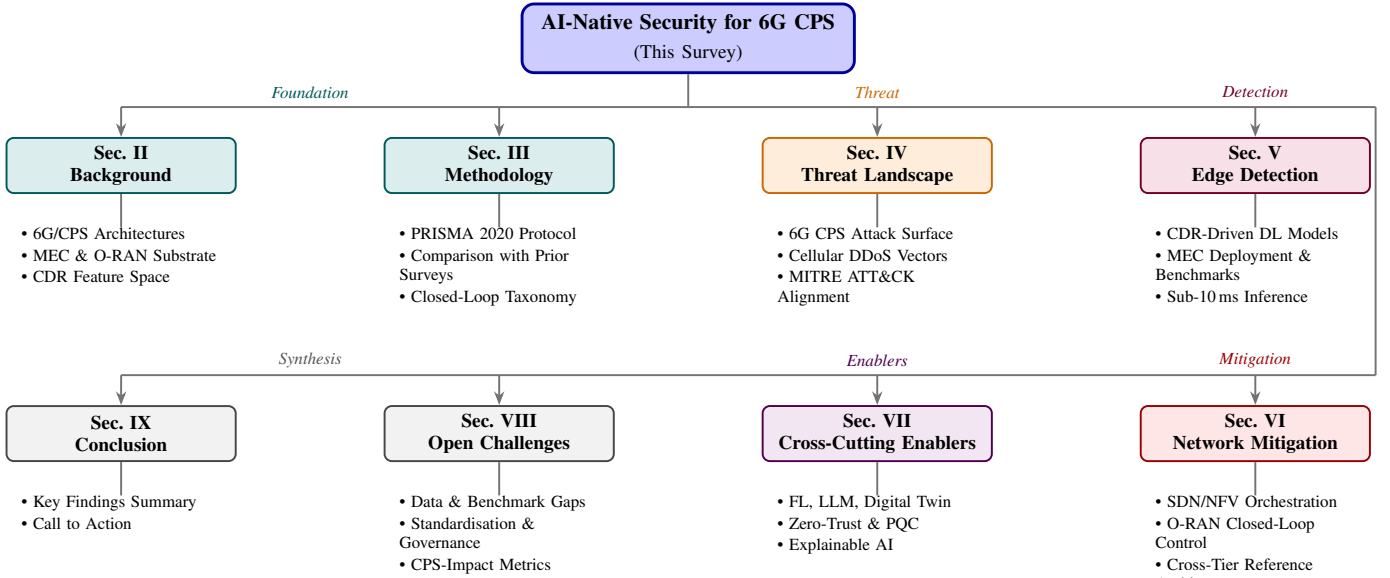 AI-Native Security for 6G CPS
(This Survey)
Foundation
Threat
Detection
Sec. II
Background
Sec. III
Methodology
Sec. IV
Threat Landscape
Sec. V
Edge Detection
• 6G/CPS Architectures
• MEC & O-RAN Substrate
• CDR Feature Space
• PRISMA 2020 Protocol
• Comparison with Prior
Surveys
• Closed-Loop Taxonomy
• 6G CPS Attack Surface
• Cellular DDoS Vectors
• MITRE ATT&CK
Alignment
• CDR-Driven DL Models
• MEC Deployment &
Benchmarks
• Sub-10 ms Inference
Synthesis
Enablers
Mitigation
Sec. IX
Conclusion
Sec. VIII
Open Challenges
Sec. VII
Cross-Cutting Enablers
Sec. VI
Network Mitigation
• Key Findings Summary
• Call to Action
• Data & Benchmark Gaps
• Standardisation &
Governance
• CPS-Impact Metrics
• FL, LLM, Digital Twin
• Zero-Trust & PQC
• Explainable AI
• SDN/NFV Orchestration
• O-RAN Closed-Loop
Control
• Cross-Tier Reference